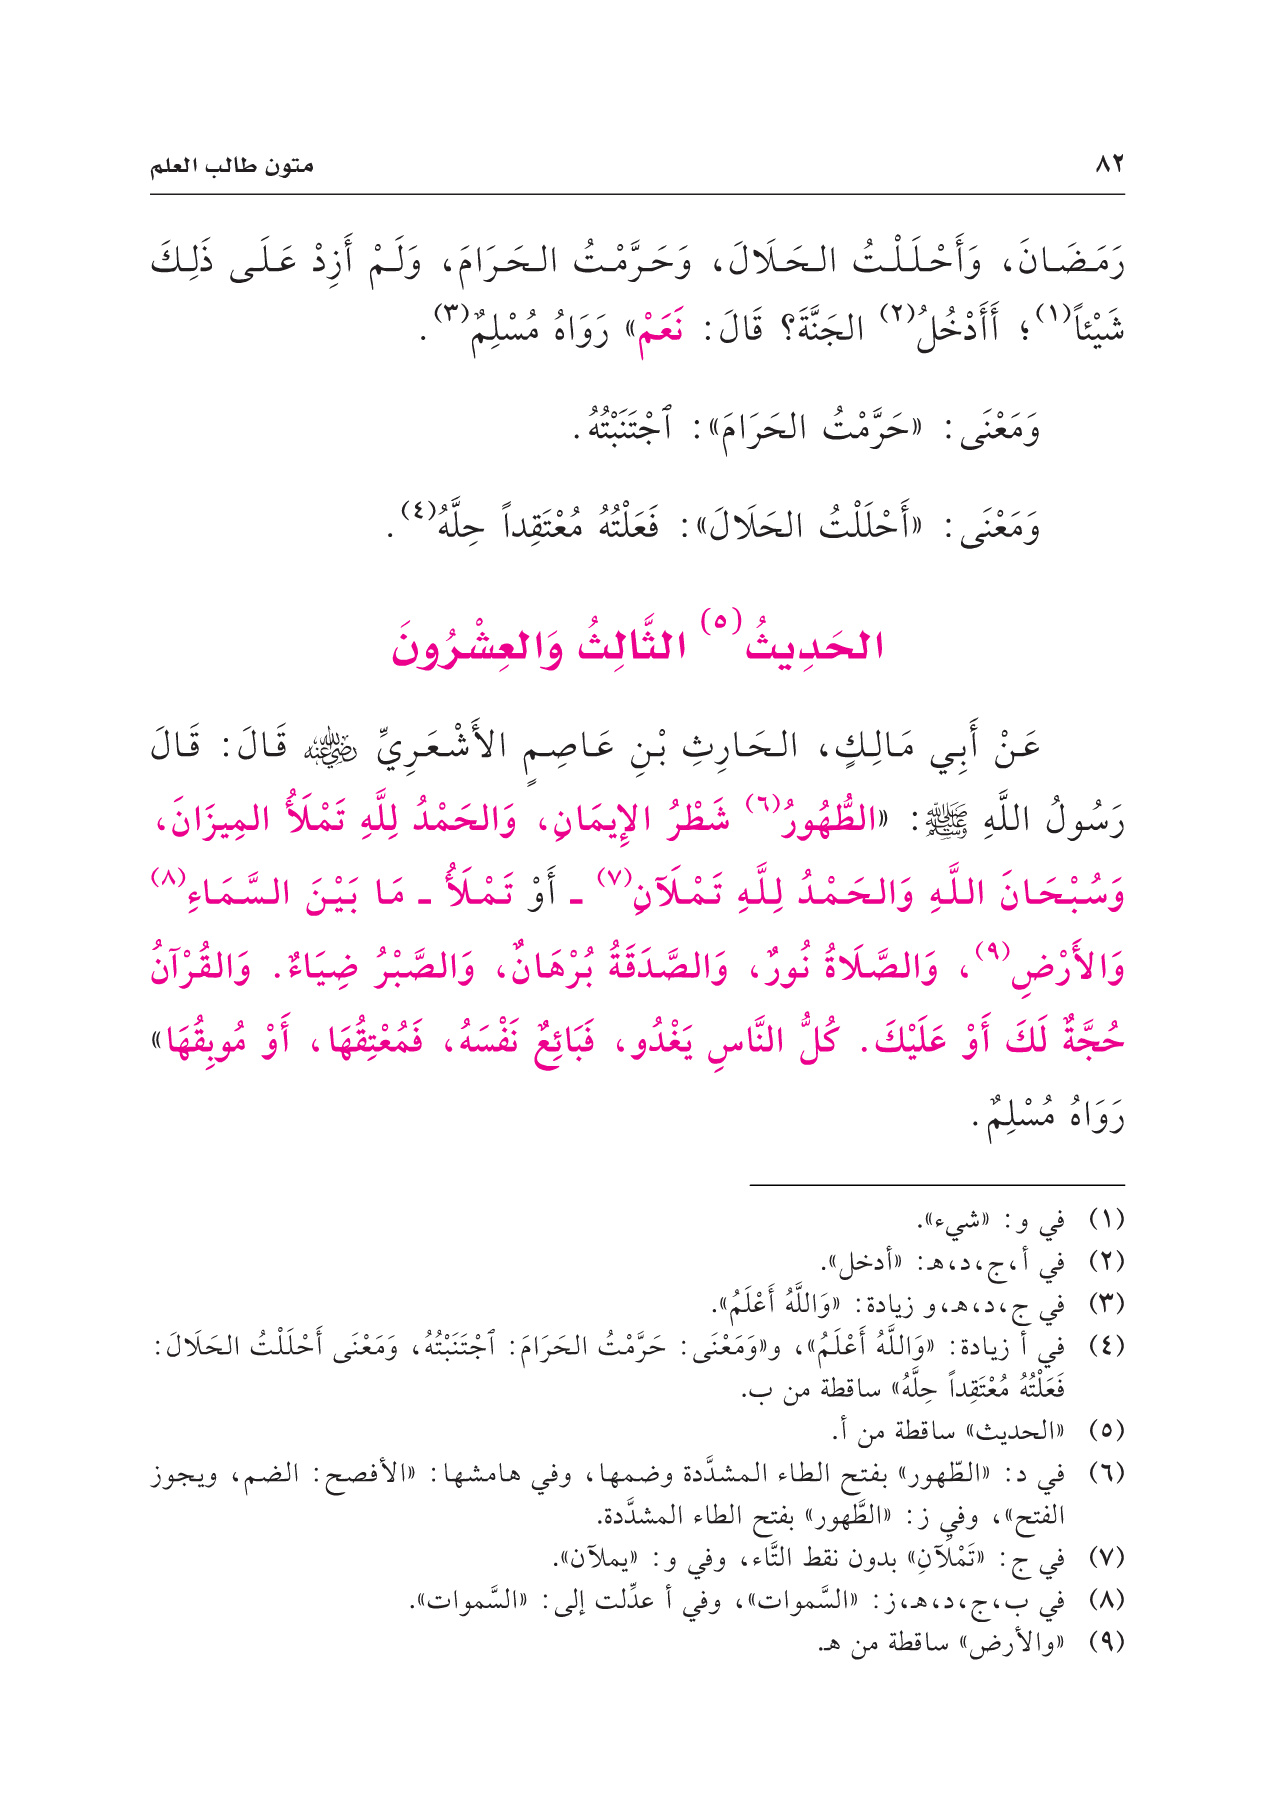 ٨٢ متون طالب العلم
رَمَضَانَ، وَأَحْلَلْتُ الحَلَالَ، وَحَرَّمْتُ الحَرَامَ، وَلَمْ أَزِدْ عَلَى ذَلِكَ
شَيْئاً(١)؛ أَأَدْخُلُ(٢) الجَنَّةَ؟ قَالَ: نَعَمْ» رَوَاهُ مُسْلِمٌ(٣).
وَمَعْنَى: «حَرَّمْتُ الحَرَامَ»: ٱجْتَنَبْتُهُ.
وَمَعْنَى: «أَحْلَلْتُ الحَلَالَ»: فَعَلْتُهُ مُعْتَقِداً حِلَّهُ(٤).
الحَدِيثُ(٥) الثَّالِثُ وَالعِشْرُونَ
عَنْ أَبِي مَالِكٍ، الحَارِثِ بْنِ عَاصِمٍ الأَشْعَرِيِّ رضي الله عنه قَالَ: قَالَ
رَسُولُ اللَّهِ ﷺ: «الطُّهُورُ(٦) شَطْرُ الإِيمَانِ، وَالحَمْدُ لِلَّهِ تَمْلَأُ المِيزَانَ،
وَسُبْحَانَ اللَّهِ وَالحَمْدُ لِلَّهِ تَمْلَآنِ(٧) ـ أَوْ تَمْلَأُ ـ مَا بَيْنَ السَّمَاءِ(٨)
وَالأَرْضِ(٩)، وَالصَّلَاةُ نُورٌ، وَالصَّدَقَةُ بُرْهَانٌ، وَالصَّبْرُ ضِيَاءٌ. وَالقُرْآنُ
حُجَّةٌ لَكَ أَوْ عَلَيْكَ. كُلُّ النَّاسِ يَغْدُو، فَبَائِعٌ نَفْسَهُ، فَمُعْتِقُهَا، أَوْ مُوبِقُهَا»
رَوَاهُ مُسْلِمٌ.
(١) في و: «شيء».
(٢) في أ،ج،د،هـ: «أدخل».
(٣) في ج،د،هـ،و زيادة: «وَاللَّهُ أَعْلَمُ».
(٤) في أ زيادة: «وَاللَّهُ أَعْلَمُ»، و«وَمَعْنَى: حَرَّمْتُ الحَرَامَ: ٱجْتَنَبْتُهُ، وَمَعْنَى أَحْلَلْتُ الحَلَالَ:
فَعَلْتُهُ مُعْتَقِداً حِلَّهُ» ساقطة من ب.
(٥) «الحديث» ساقطة من أ.
(٦) في د: «الطّهور» بفتح الطاء المشدَّدة وضمها، وفي هامشها: «الأفصح: الضم، ويجوز
الفتح»، وفي ز: «الطَّهور» بفتح الطاء المشدَّدة.
(٧) في ج: «تَمْلَآنِ» بدون نقط التَّاء، وفي و: «يملآن».
(٨) في ب،ج،د،هـ،ز: «السَّموات»، وفي أ عدِّلت إلى: «السَّموات».
(٩) «والأرض» ساقطة من هـ.